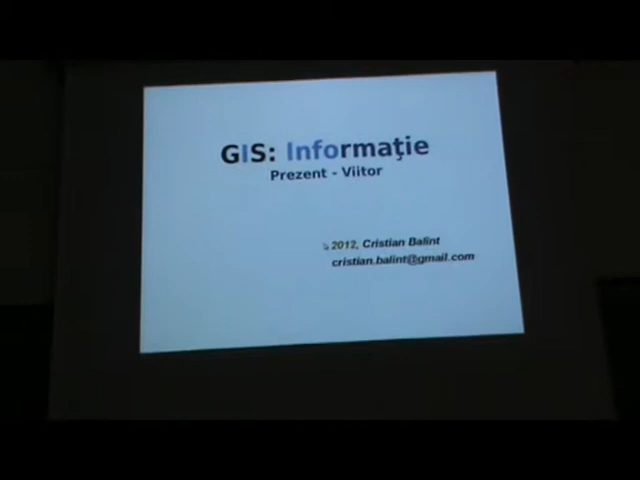 GIS: Informaţie
Prezent - Viitor
2012, Cristian Balint
cristian.balint@gmail.com